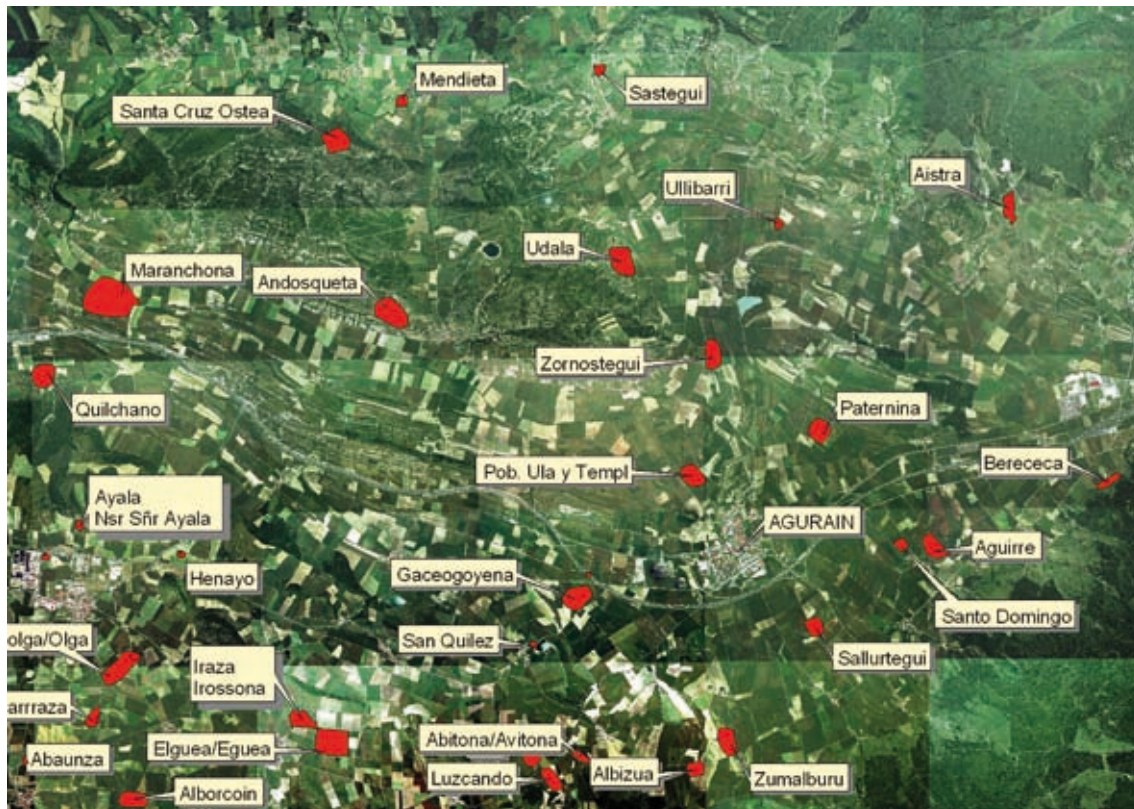 Mendieta
Sastegui
Santa Cruz Ostea
Aistra
Ullibarri
Udala
Maranchona
Andosqueta
Zornostegui
Quilchano
Paternina
Pob. Ula y Templ
Berececa
Ayala
Nsr Sñr Ayala
AGURAIN
Aguirre
Henayo
Gaceogoyena
Santo Domingo
San Quilez
olga/Olga
Sallurtegui
Iraza
Irossona
arrraza
Elguea/Eguea
Abitona/Avitona
Abaunza
Luzcando
Albizua
Zumalburu
Alborcoin